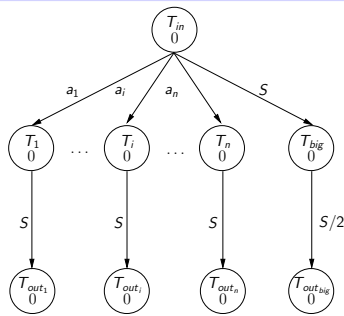 T_in
0
a_1 a_i a_n S
T_1 ... T_i ... T_n T_big
0 0 0 0
S S S S/2
T_out_1 T_out_i T_out_n T_out_big
0 0 0 0